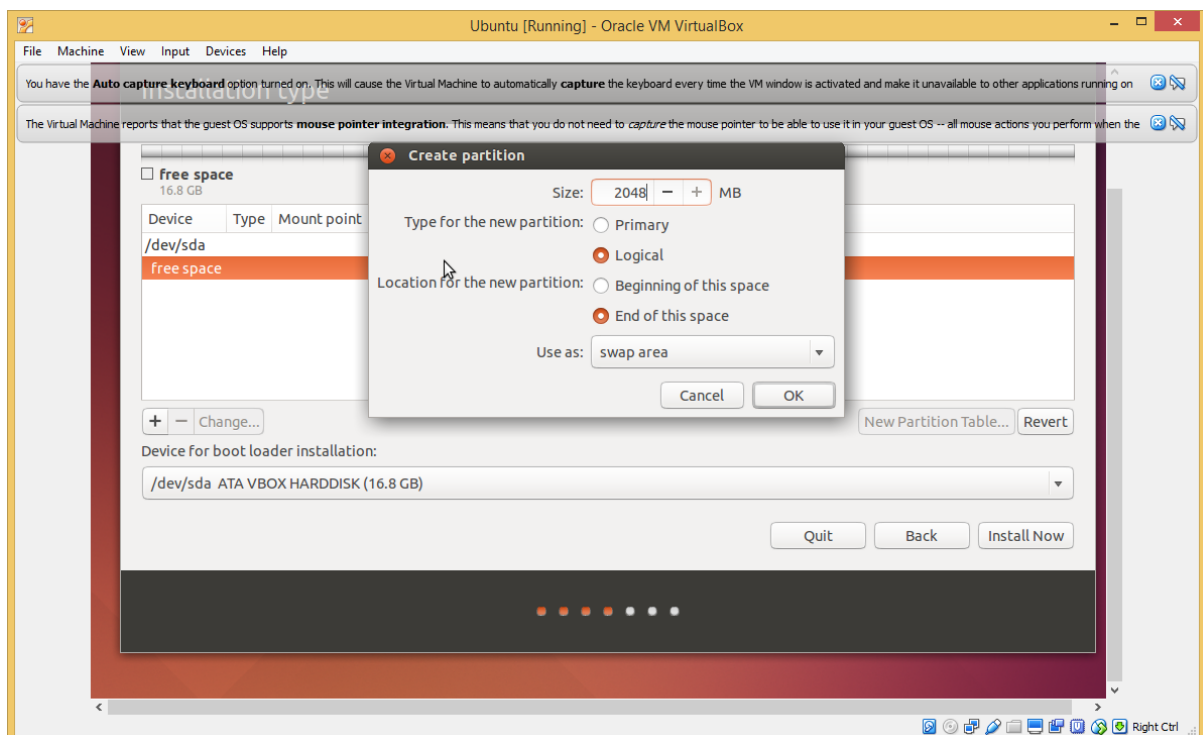 Ubuntu [Running] - Oracle VM VirtualBox
File Machine View Input Devices Help
You have the Auto capture keyboard option turned on. This will cause the Virtual Machine to automatically capture the keyboard every time the VM window is activated and make it unavailable to other applications running on
Installation type
The Virtual Machine reports that the guest OS supports mouse pointer integration. This means that you do not need to capture the mouse pointer to be able to use it in your guest OS -- all mouse actions you perform when the
Create partition
Size: 2048 - + MB
Type for the new partition: Primary
Logical
Location for the new partition: Beginning of this space
End of this space
Use as: swap area
Cancel OK
free space
16.8 GB
Device Type Mount point
/dev/sda
free space
+ - Change... New Partition Table... Revert
Device for boot loader installation:
/dev/sda ATA VBOX HARDDISK (16.8 GB)
Quit Back Install Now
Right Ctrl